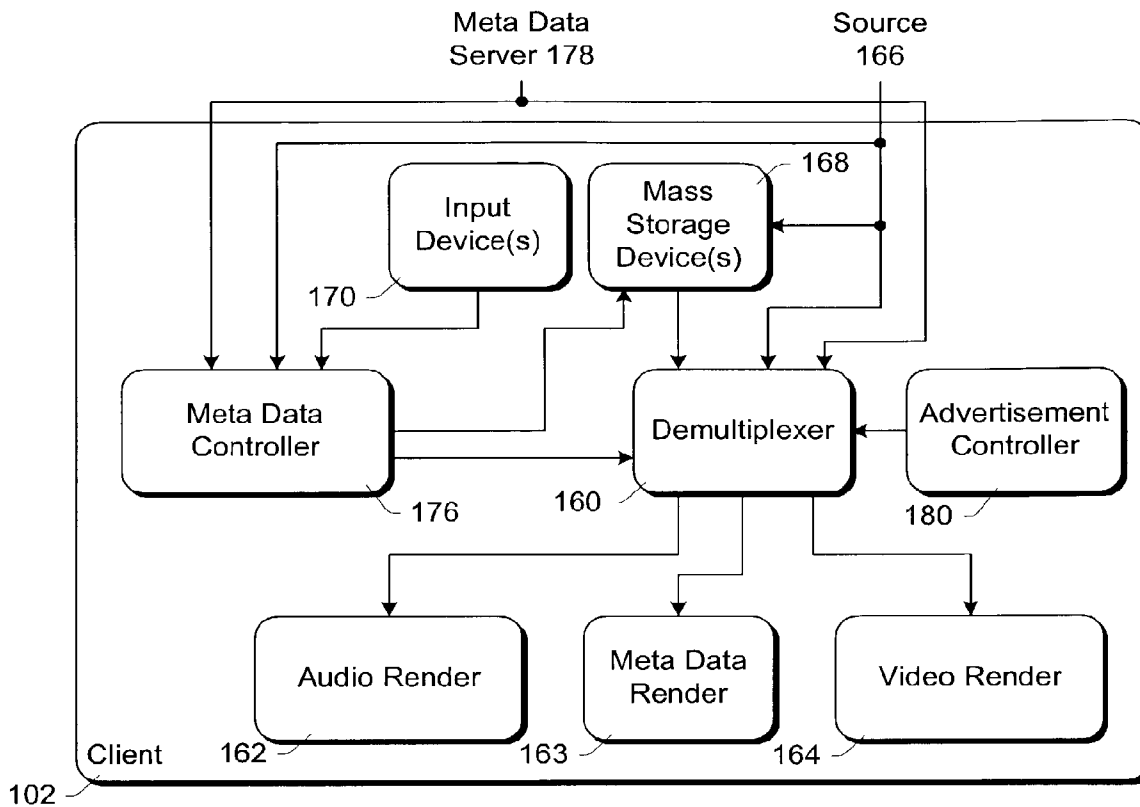 Meta Data
Server 178
Source
166
168
Input
Device(s)
Mass
Storage
Device(s)
170
Meta Data
Controller
Demultiplexer
Advertisement
Controller
176
160
180
Audio Render
Meta Data
Render
Video Render
162
163
164
Client
102